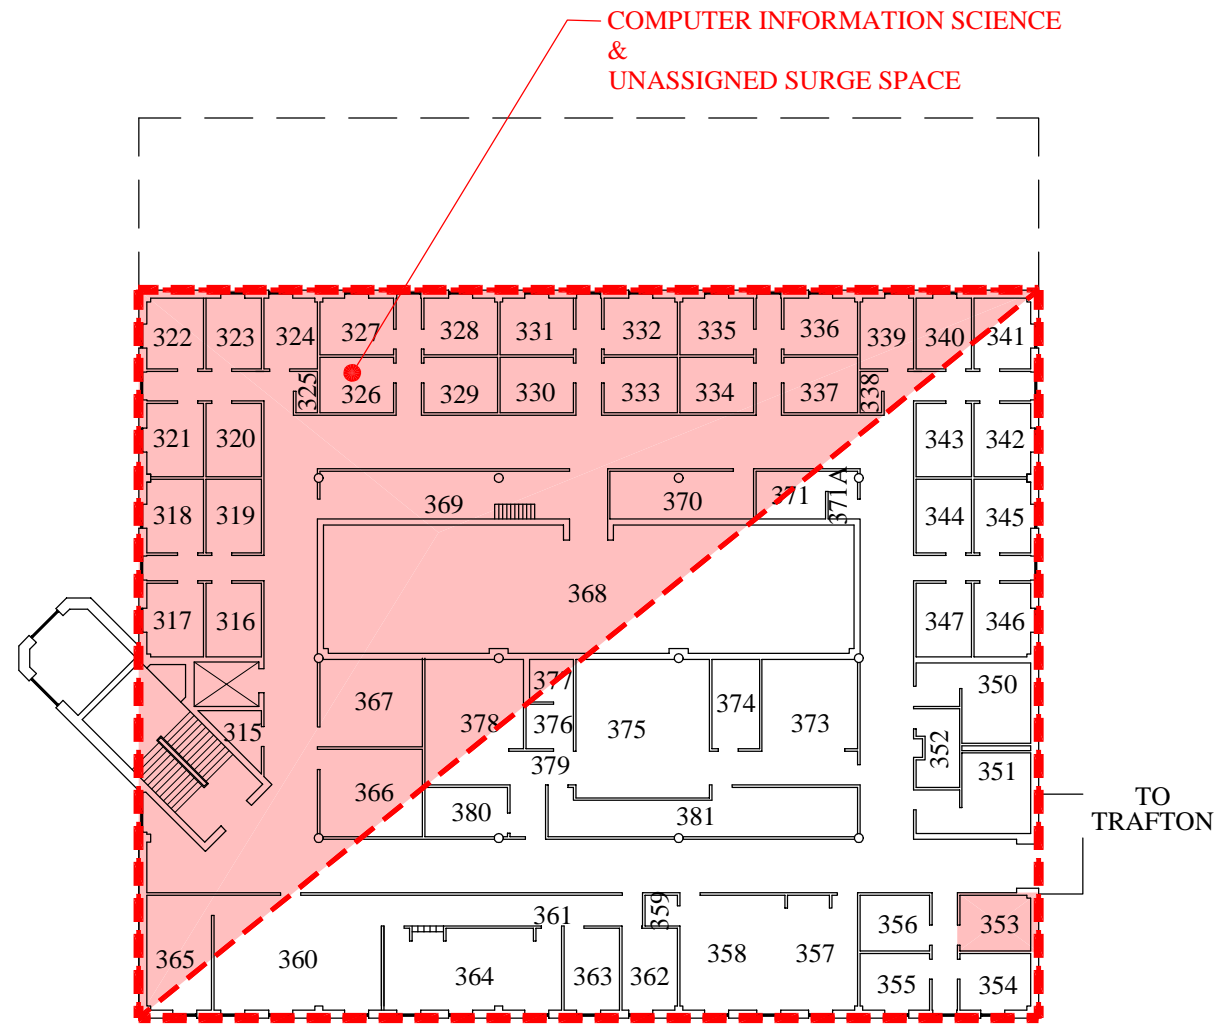 COMPUTER INFORMATION SCIENCE
&
UNASSIGNED SURGE SPACE
322 323 324 327 328 331 332 335 336 339 340 341
325 326 329 330 333 334 337 338
321 320 343 342
369 370 371 371A
318 319 344 345
368
317 316 347 346
350
377
367 378 376 375 374 373
315 352
379 351
366 380 381
TO
TRAFTON
361 359 356 353
365 360 364 363 362 358 357 355 354